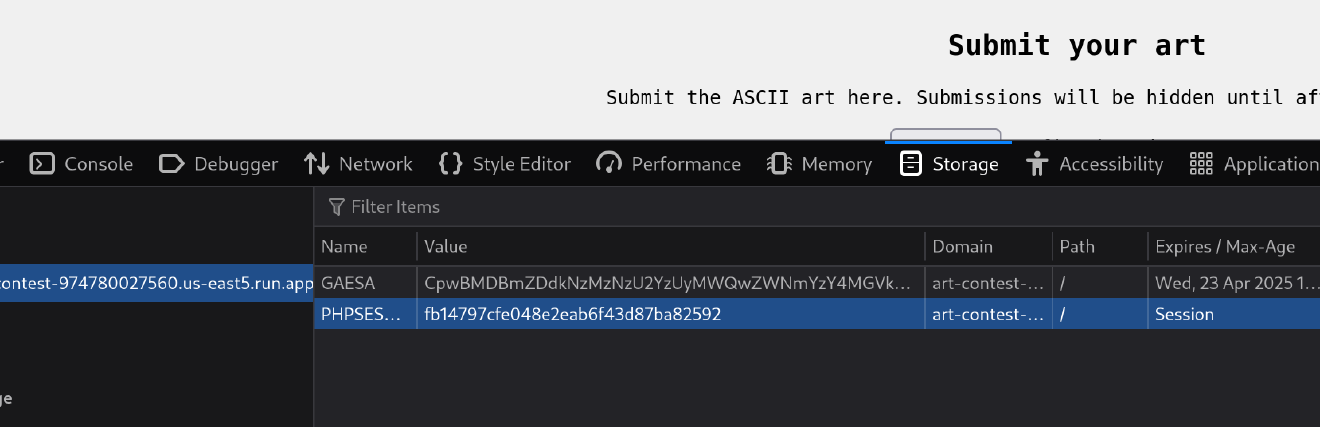 Submit your art
Submit the ASCII art here. Submissions will be hidden until af
r Console Debugger Network Style Editor Performance Memory Storage Accessibility Application
Filter Items
Name Value Domain Path Expires / Max-Age
ontest-974780027560.us-east5.run.app GAESA CpwBMDBmZDdkNzMzNzU2YzUyMWQwZWNmYzY4MGVk... art-contest-... / Wed, 23 Apr 2025 1...
PHPSES... fb14797cfe048e2eab6f43d87ba82592 art-contest-... / Session
ge